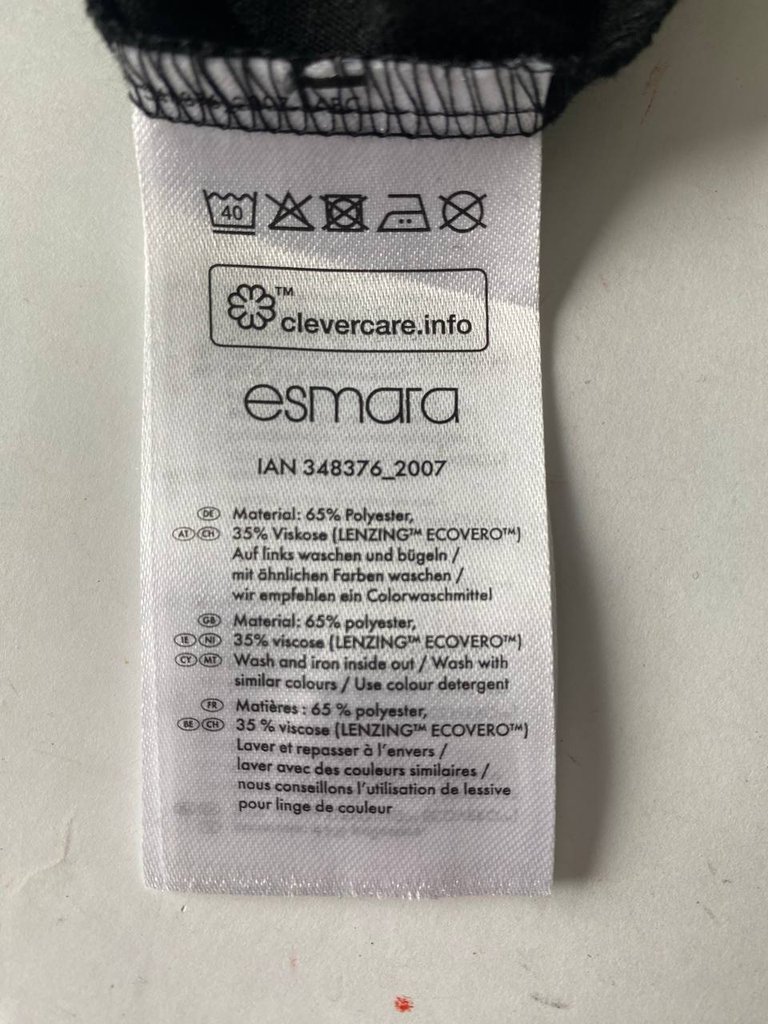 40
™
clevercare.info
esmara
IAN 348376_2007
DE Material: 65% Polyester,
AT CH 35% Viskose (LENZING™ ECOVERO™)
Auf links waschen und bügeln /
mit ähnlichen Farben waschen /
wir empfehlen ein Colorwaschmittel
GB Material: 65% polyester,
IE NI 35% viscose (LENZING™ ECOVERO™)
CY MT Wash and iron inside out / Wash with
similar colours / Use colour detergent
FR Matières : 65 % polyester,
BE CH 35 % viscose (LENZING™ ECOVERO™)
Laver et repasser à l'envers /
laver avec des couleurs similaires /
nous conseillons l'utilisation de lessive
pour linge de couleur